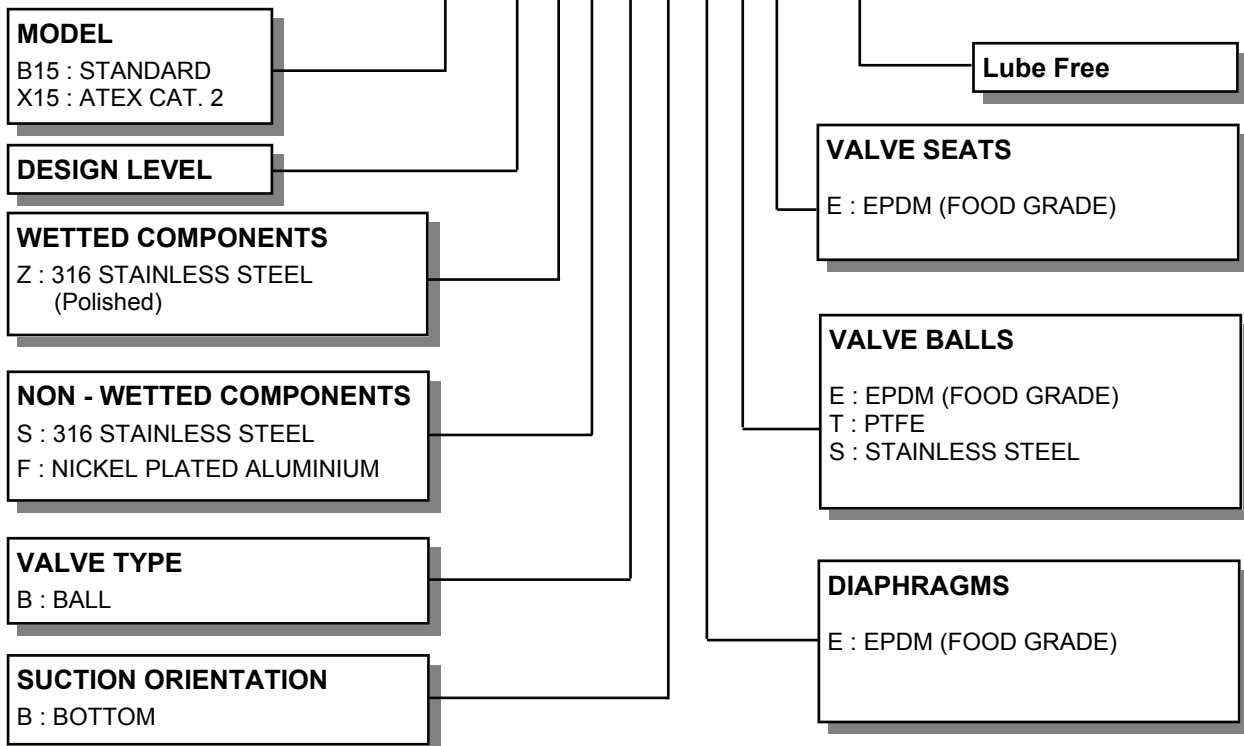 MODEL
B15 : STANDARD
X15 : ATEX CAT. 2
DESIGN LEVEL
WETTED COMPONENTS
Z : 316 STAINLESS STEEL
(Polished)
NON - WETTED COMPONENTS
S : 316 STAINLESS STEEL
F : NICKEL PLATED ALUMINIUM
VALVE TYPE
B : BALL
SUCTION ORIENTATION
B : BOTTOM
Lube Free
VALVE SEATS
E : EPDM (FOOD GRADE)
VALVE BALLS
E : EPDM (FOOD GRADE)
T : PTFE
S : STAINLESS STEEL
DIAPHRAGMS
E : EPDM (FOOD GRADE)